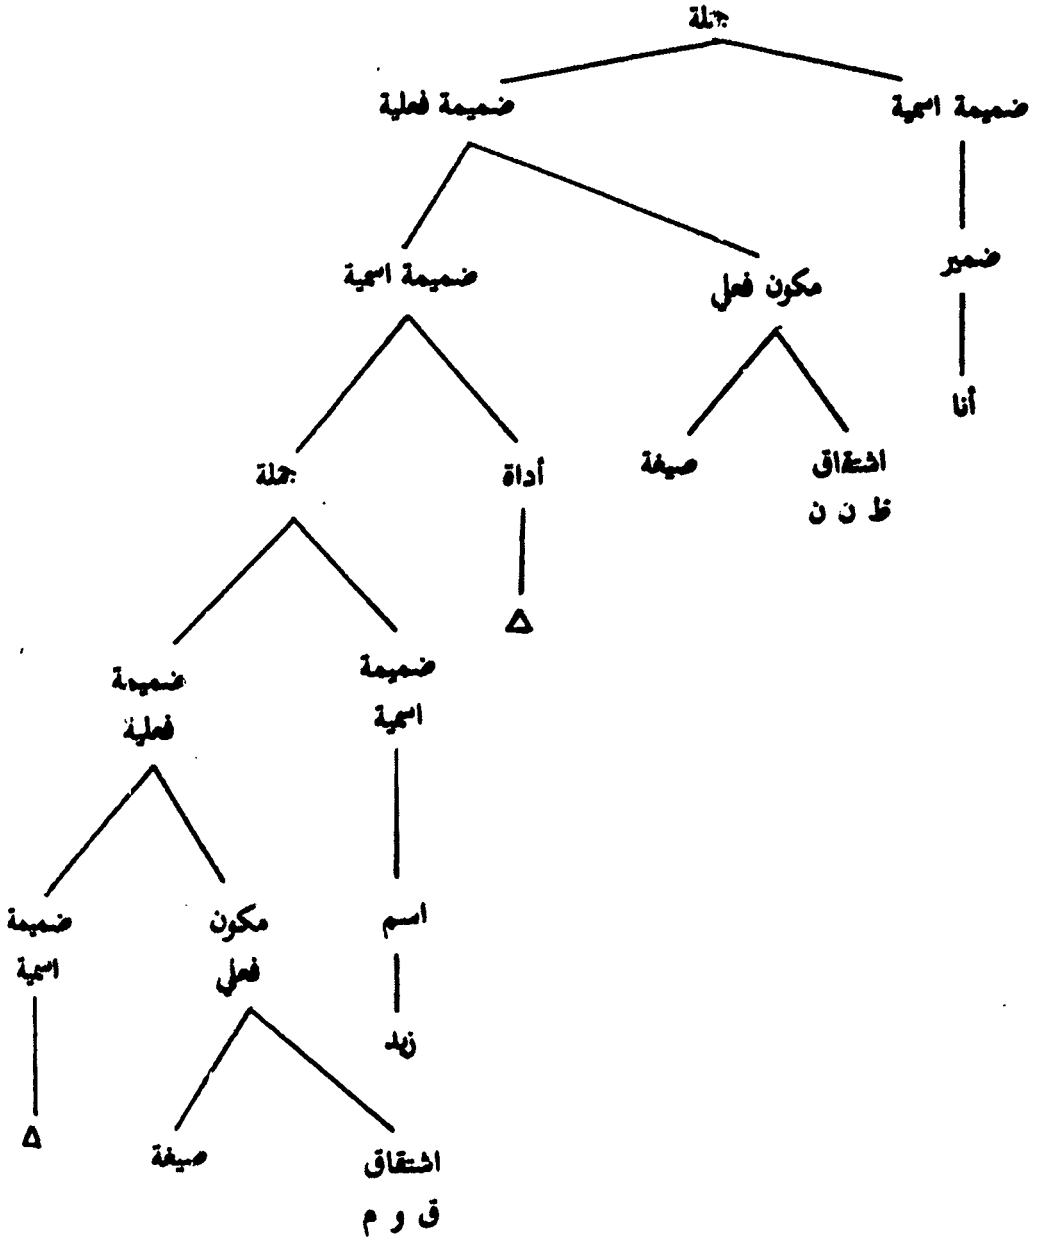 جملة
ضميمة اسمية
ضميمة فعلية
ضمير
مكون فعلي
ضميمة اسمية
أنا
اشتقاق
ظ ن ن
صيغة
أداة
جملة
Δ
ضميمة
اسمية
ضميمة
فعلية
اسم
مكون
فعلي
ضميمة
اسمية
زيد
اشتقاق
ق و م
صيغة
Δ